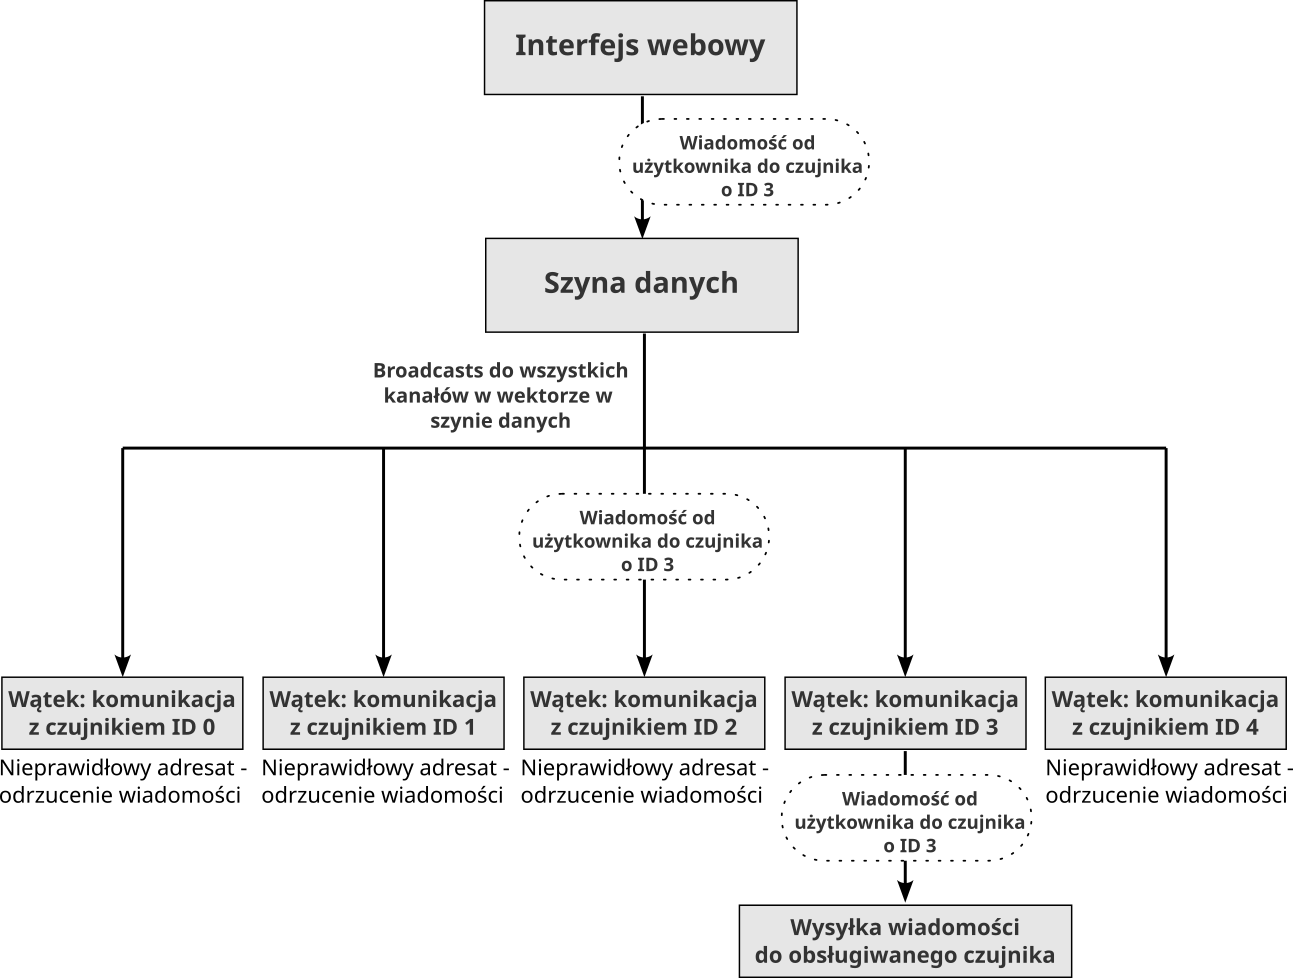 Interfejs webowy
Wiadomość od
użytkownika do czujnika
o ID 3
Szyna danych
Broadcasts do wszystkich
kanałów w wektorze w
szynie danych
Wiadomość od
użytkownika do czujnika
o ID 3
Wątek: komunikacja
z czujnikiem ID 0
Nieprawidłowy adresat -
odrzucenie wiadomości
Wątek: komunikacja
z czujnikiem ID 1
Nieprawidłowy adresat -
odrzucenie wiadomości
Wątek: komunikacja
z czujnikiem ID 2
Nieprawidłowy adresat -
odrzucenie wiadomości
Wątek: komunikacja
z czujnikiem ID 3
Wiadomość od
użytkownika do czujnika
o ID 3
Wysyłka wiadomości
do obsługiwanego czujnika
Wątek: komunikacja
z czujnikiem ID 4
Nieprawidłowy adresat -
odrzucenie wiadomości